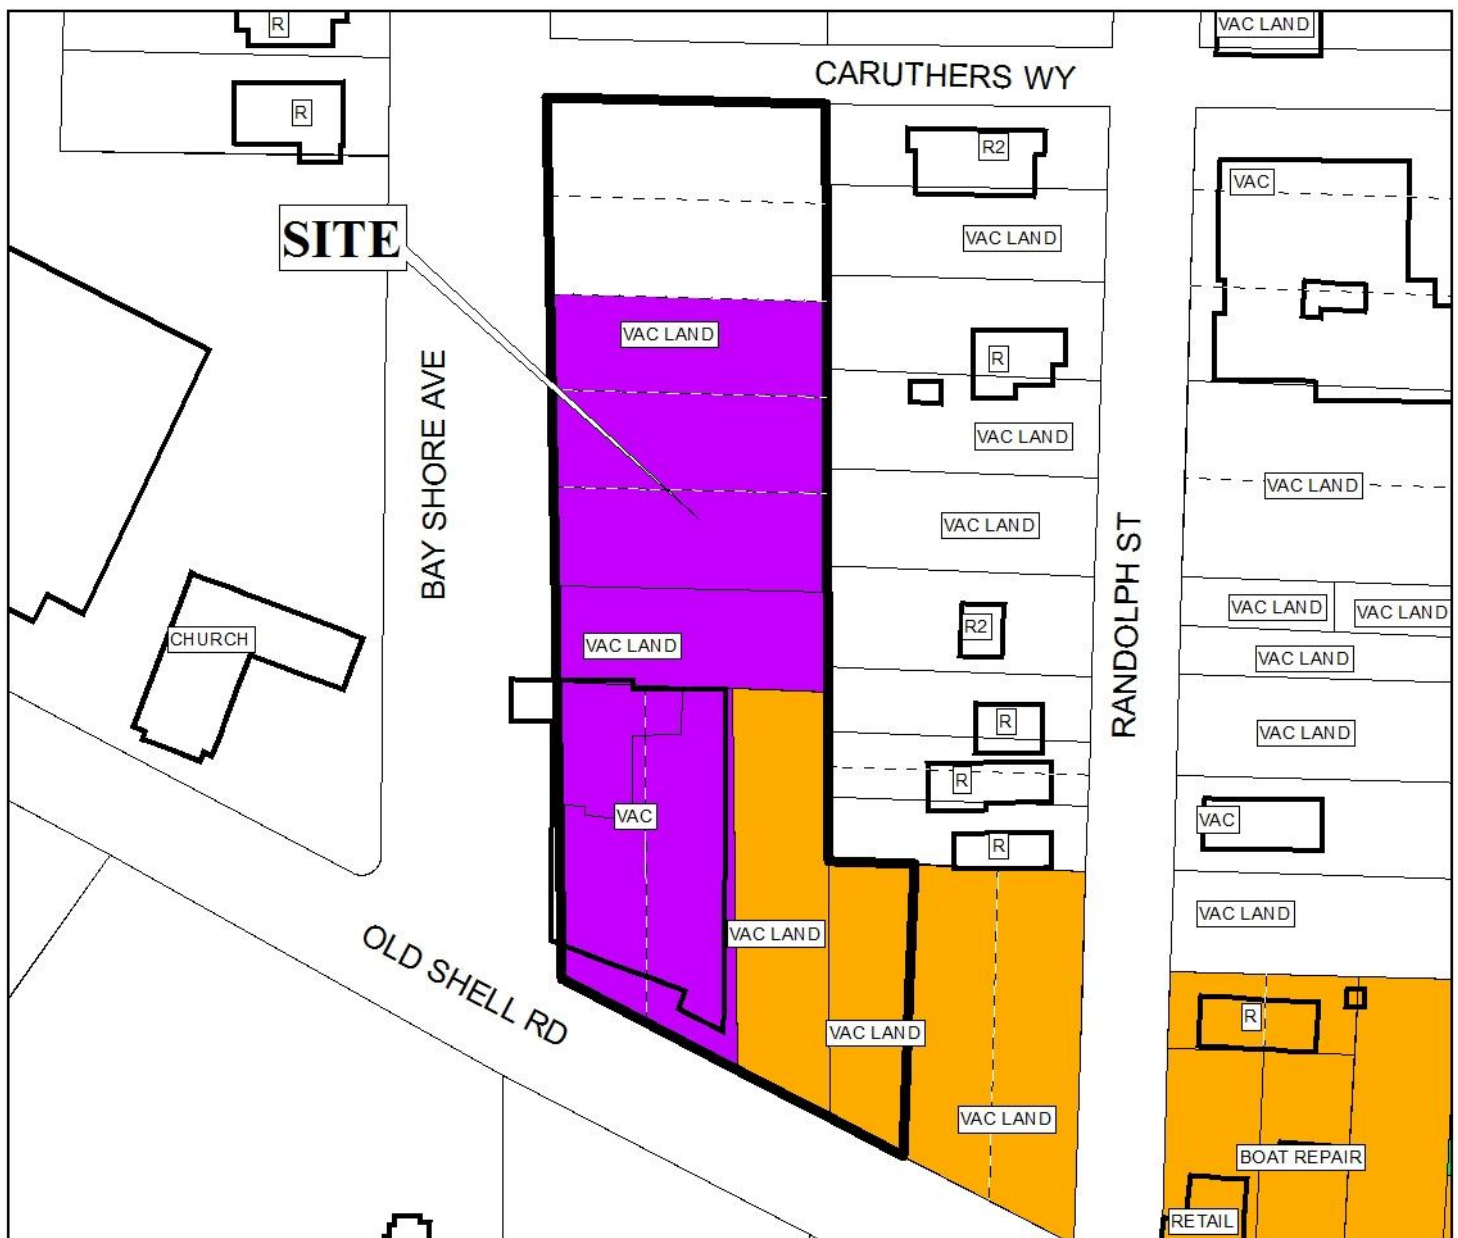 R
VAC LAND
CARUTHERS WY
R
R2
VAC
SITE
VAC LAND
VAC LAND
R
BAY SHORE AVE
VAC LAND
VAC LAND
VAC LAND
RANDOLPH ST
VAC LAND
VAC LAND
R2
CHURCH
VAC LAND
VAC LAND
R
VAC LAND
R
VAC
VAC
R
VAC LAND
VAC LAND
OLD SHELL RD
R
VAC LAND
VAC LAND
BOAT REPAIR
RETAIL